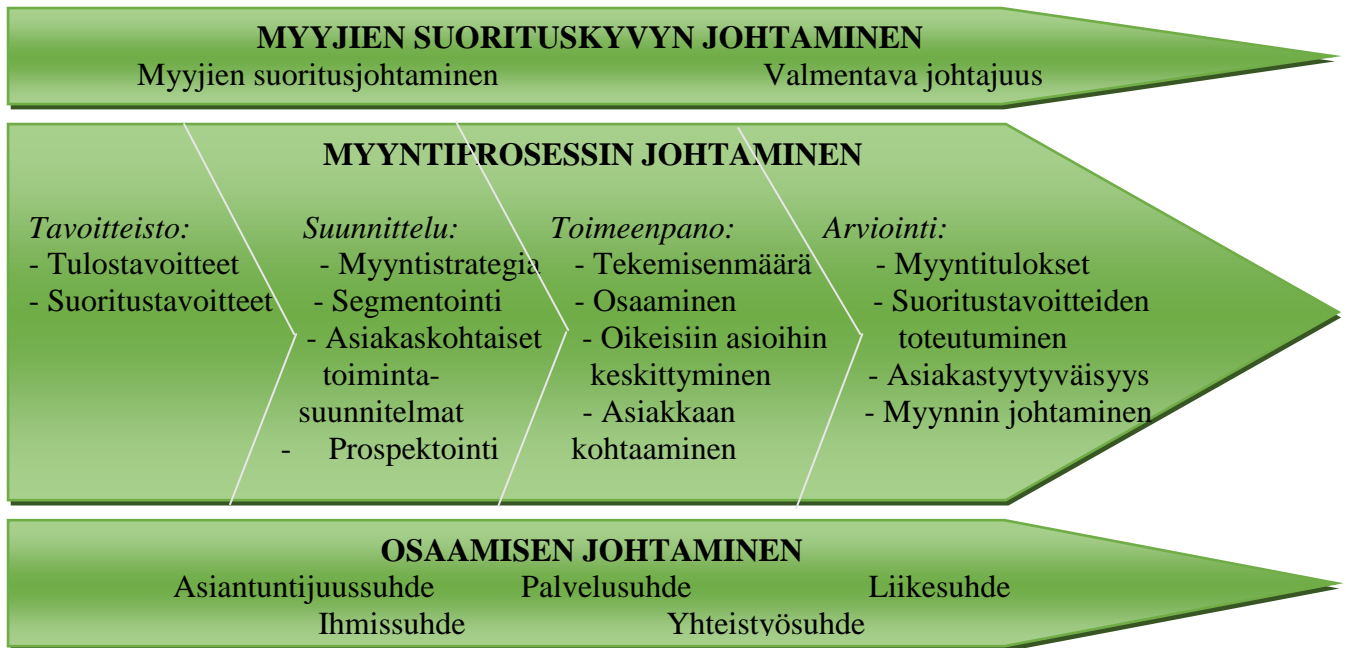 MYYJIEN SUORITUSKYVYN JOHTAMINEN
Myyjien suoritusjohtaminen Valmentava johtajuus
MYYNTIPROSESSIN JOHTAMINEN
Tavoitteisto:
- Tulostavoitteet
- Suoritustavoitteet
Suunnittelu:
- Myyntistrategia
- Segmentointi
- Asiakaskohtaiset
toiminta-
suunnitelmat
- Prospektointi
Toimeenpano:
- Tekemisenmäärä
- Osaaminen
- Oikeisiin asioihin
keskittyminen
- Asiakkaan
kohtaaminen
Arviointi:
- Myyntitulokset
- Suoritustavoitteiden
toteutuminen
- Asiakastyytyväisyys
- Myynnin johtaminen
OSAAMISEN JOHTAMINEN
Asiantuntijuussuhde Palvelusuhde Liikesuhde
Ihmissuhde Yhteistyösuhde